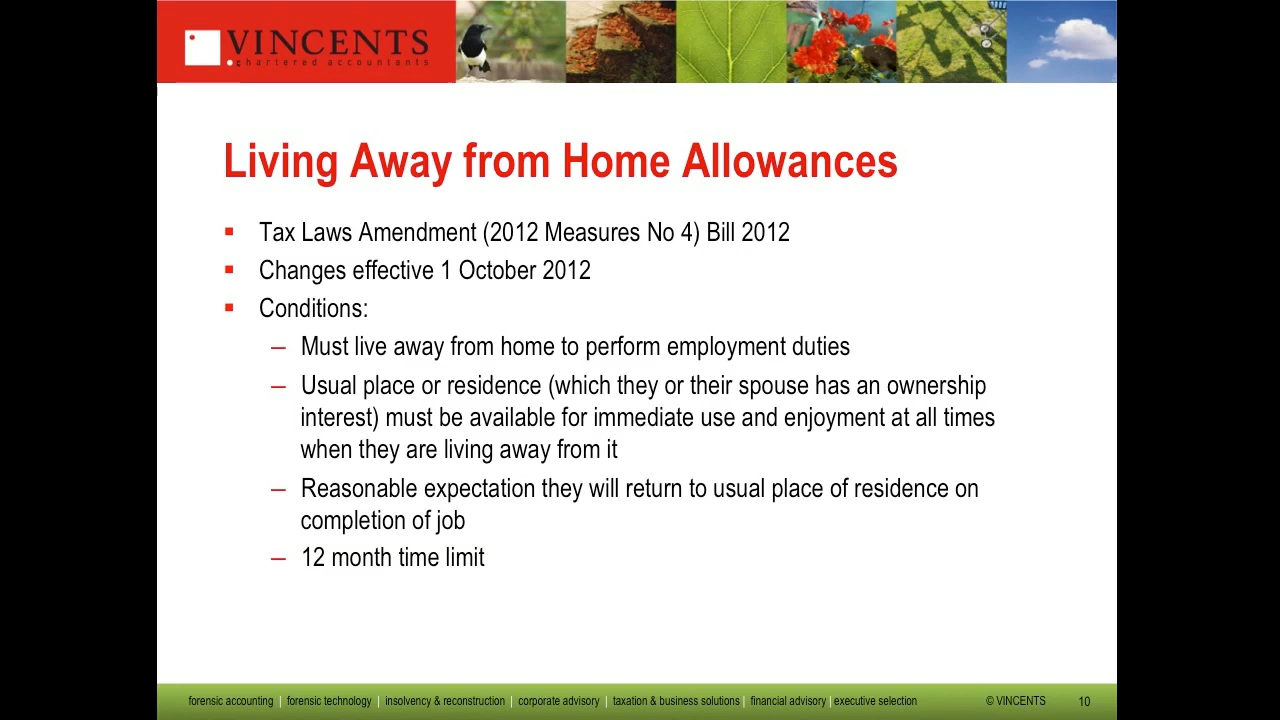 VINCENTS
chartered accountants
Living Away from Home Allowances
▪ Tax Laws Amendment (2012 Measures No 4) Bill 2012
▪ Changes effective 1 October 2012
▪ Conditions:
– Must live away from home to perform employment duties
– Usual place or residence (which they or their spouse has an ownership
interest) must be available for immediate use and enjoyment at all times
when they are living away from it
– Reasonable expectation they will return to usual place of residence on
completion of job
– 12 month time limit
forensic accounting | forensic technology | insolvency & reconstruction | corporate advisory | taxation & business solutions | financial advisory | executive selection © VINCENTS 10